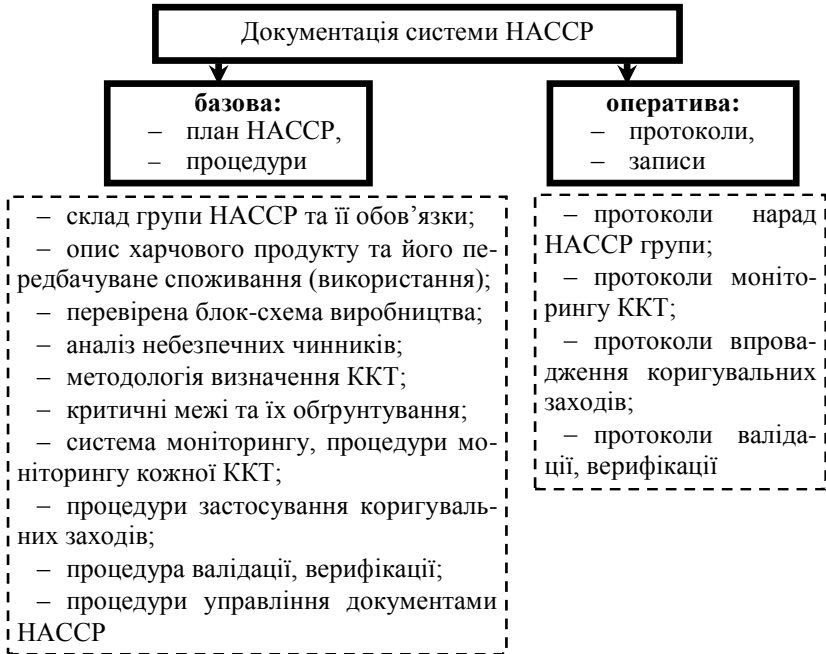 Документація системи НАССР
базова:
– план НАССР,
– процедури
оператива:
– протоколи,
– записи
– склад групи НАССР та її обов’язки;
– опис харчового продукту та його пе-
редбачуване споживання (використання);
– перевірена блок-схема виробництва;
– аналіз небезпечних чинників;
– методологія визначення ККТ;
– критичні межі та їх обґрунтування;
– система моніторингу, процедури мо-
ніторингу кожної ККТ;
– процедури застосування коригуваль-
них заходів;
– процедура валідації, верифікації;
– процедури управління документами
НАССР
– протоколи нарад
НАССР групи;
– протоколи моніто-
рингу ККТ;
– протоколи впрова-
дження коригувальних
заходів;
– протоколи валіда-
ції, верифікації